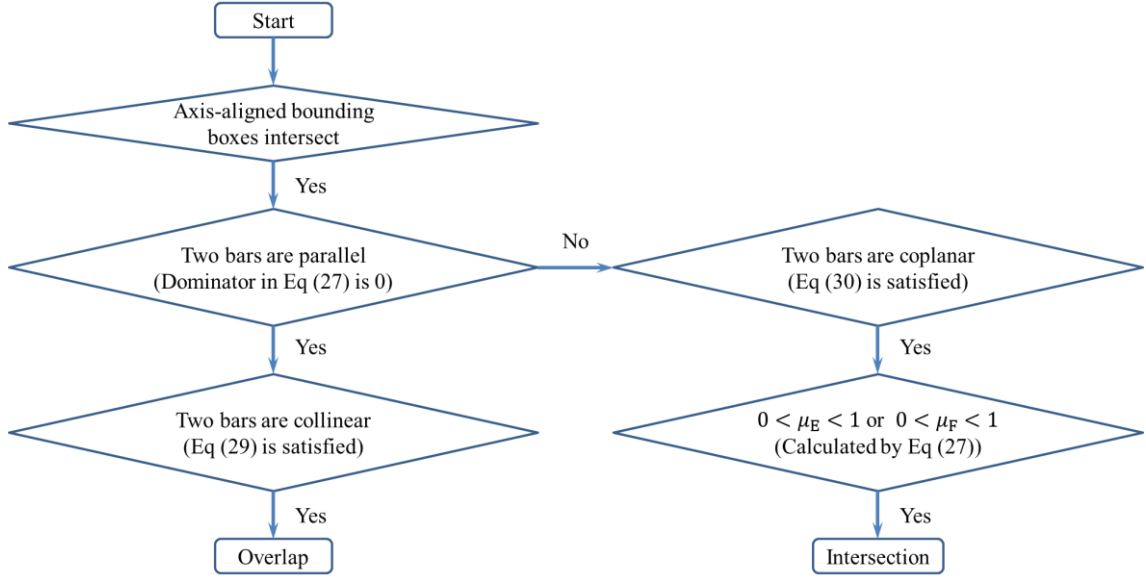 Start
Axis-aligned bounding
boxes intersect
Yes
Two bars are parallel
(Dominator in Eq (27) is 0)
No
Two bars are coplanar
(Eq (30) is satisfied)
Yes
Yes
Two bars are collinear
(Eq (29) is satisfied)
0 < μ_E < 1 or 0 < μ_F < 1
(Calculated by Eq (27))
Yes
Yes
Overlap
Intersection